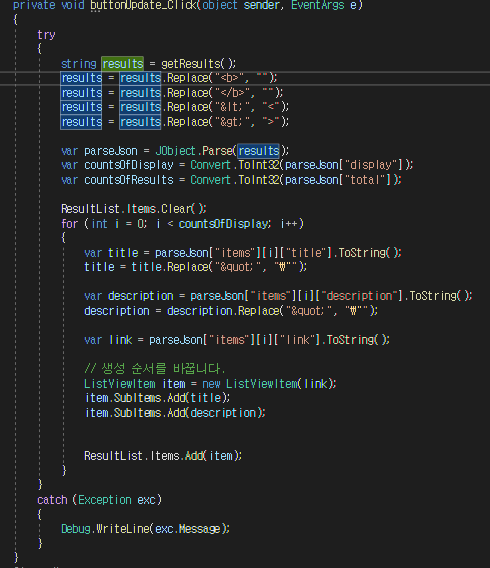 private void buttonUpdate_Click(object sender, EventArgs e)
{
try
{
string results = getResults();
results = results.Replace("<b>", "");
results = results.Replace("</b>", "");
results = results.Replace("&lt;", "<");
results = results.Replace("&gt;", ">");
var parseJson = JObject.Parse(results);
var countsOfDisplay = Convert.ToInt32(parseJson["display"]);
var countsOfResults = Convert.ToInt32(parseJson["total"]);
ResultList.Items.Clear();
for (int i = 0; i < countsOfDisplay; i++)
{
var title = parseJson["items"][i]["title"].ToString();
title = title.Replace("&quot;", "₩"");
var description = parseJson["items"][i]["description"].ToString();
description = description.Replace("&quot;", "₩"");
var link = parseJson["items"][i]["link"].ToString();
// 생성 순서를 바꿉니다.
ListViewItem item = new ListViewItem(link);
item.SubItems.Add(title);
item.SubItems.Add(description);
ResultList.Items.Add(item);
}
}
catch (Exception exc)
{
Debug.WriteLine(exc.Message);
}
}